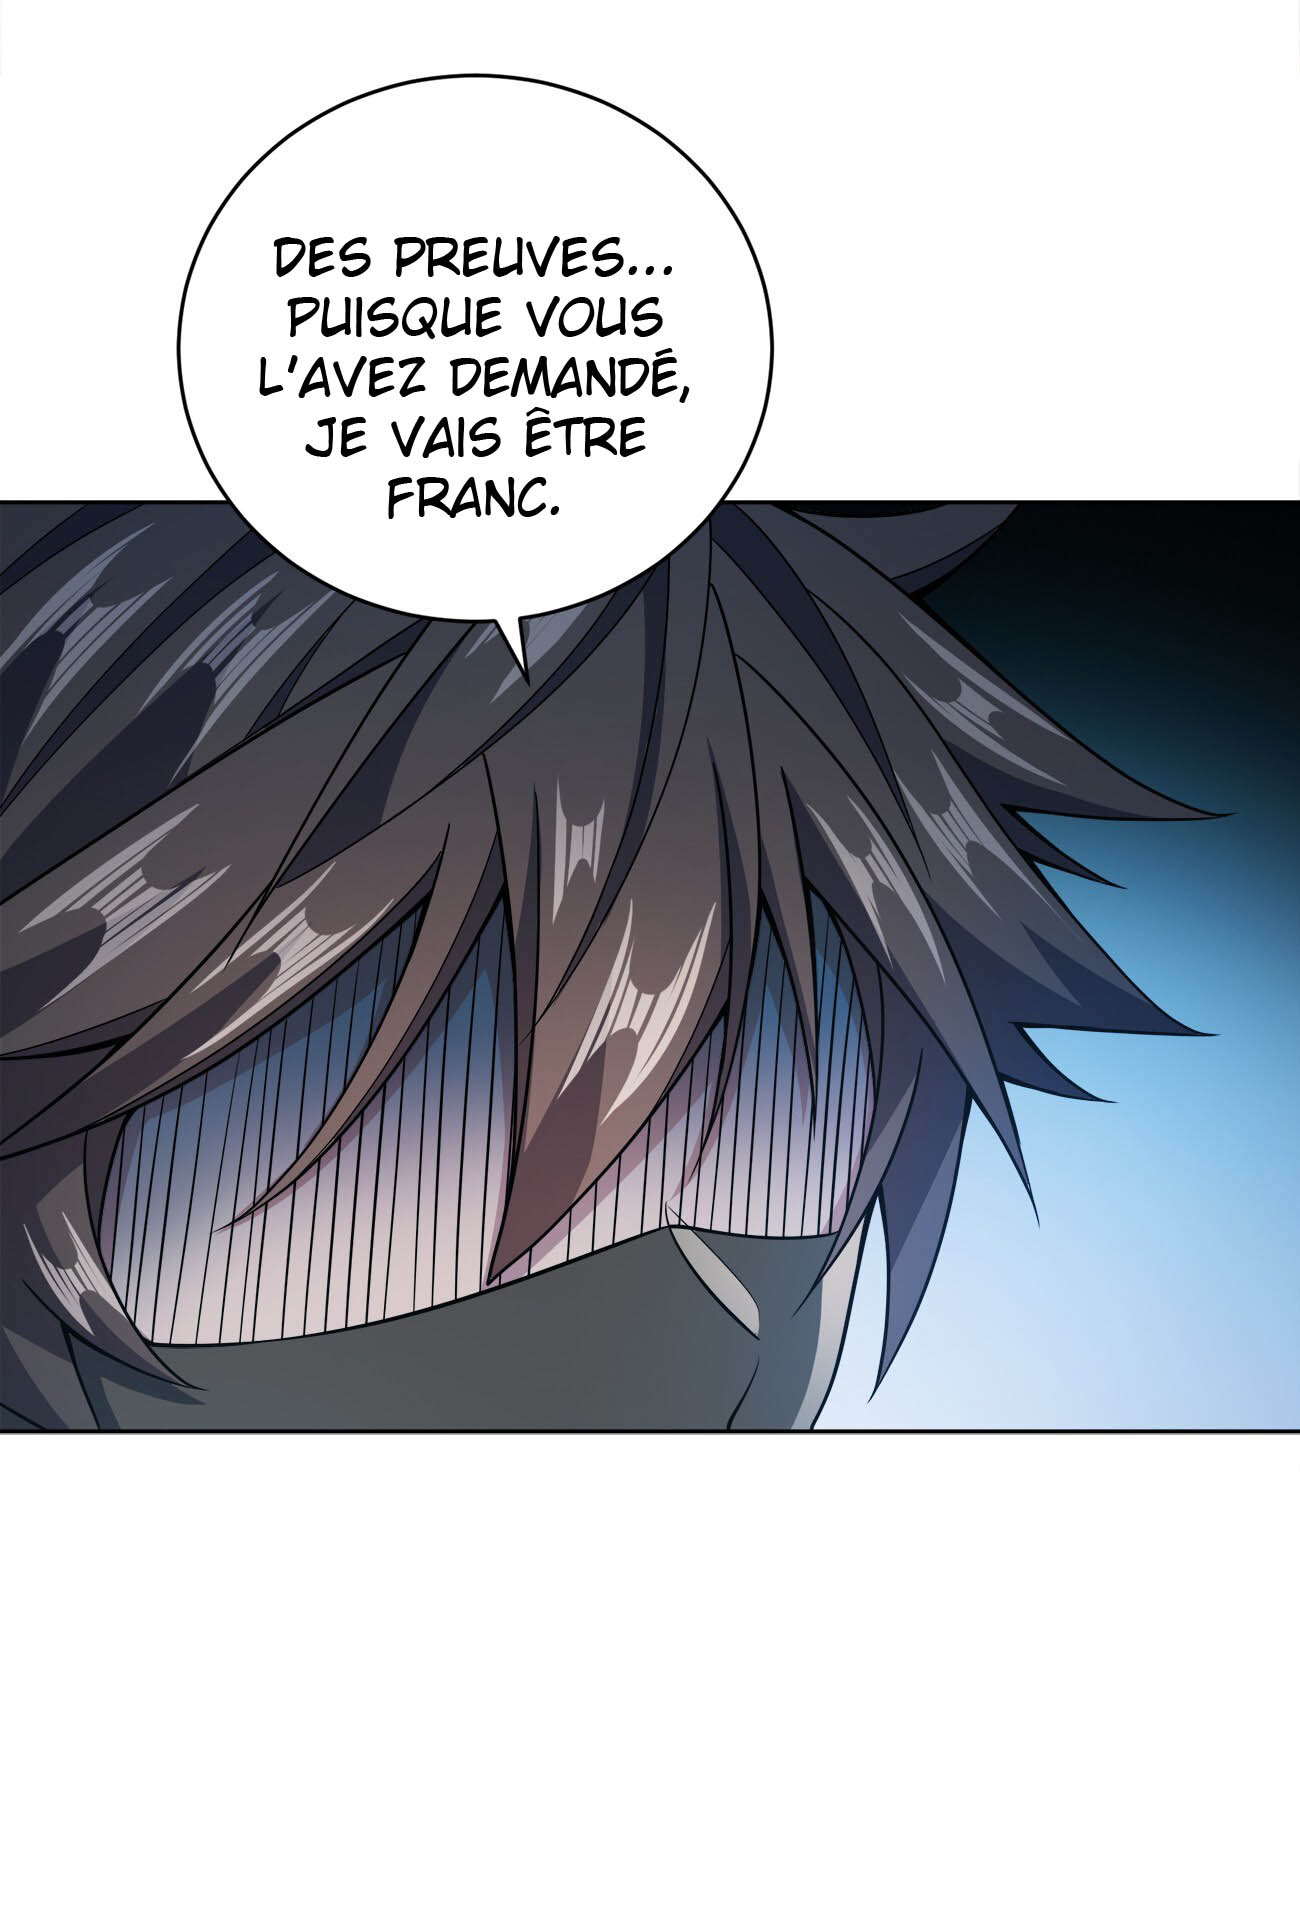 DES PREUVES...
PUISQUE VOUS
L'AVEZ DEMANDÉ,
JE VAIS ÊTRE
FRANC.